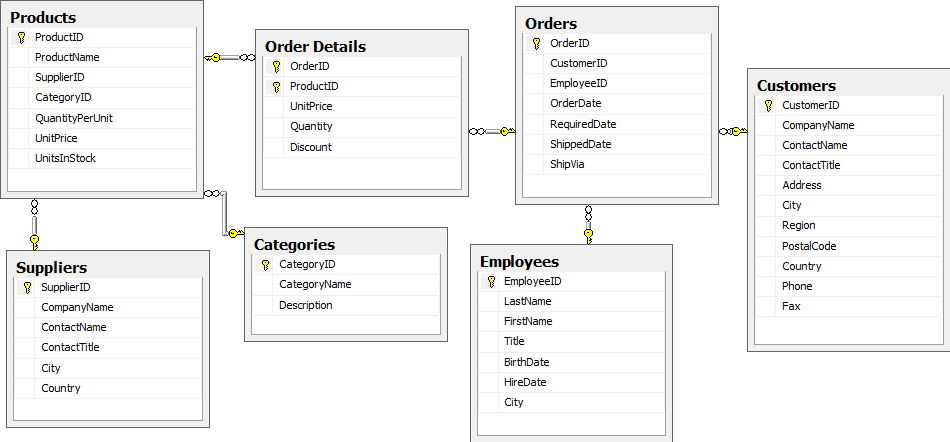 Products
ProductID
ProductName
SupplierID
CategoryID
QuantityPerUnit
UnitPrice
UnitsInStock
Order Details
OrderID
ProductID
UnitPrice
Quantity
Discount
Orders
OrderID
CustomerID
EmployeeID
OrderDate
RequiredDate
ShippedDate
ShipVia
Customers
CustomerID
CompanyName
ContactName
ContactTitle
Address
City
Region
PostalCode
Country
Phone
Fax
Suppliers
SupplierID
CompanyName
ContactName
ContactTitle
City
Country
Categories
CategoryID
CategoryName
Description
Employees
EmployeeID
LastName
FirstName
Title
BirthDate
HireDate
City